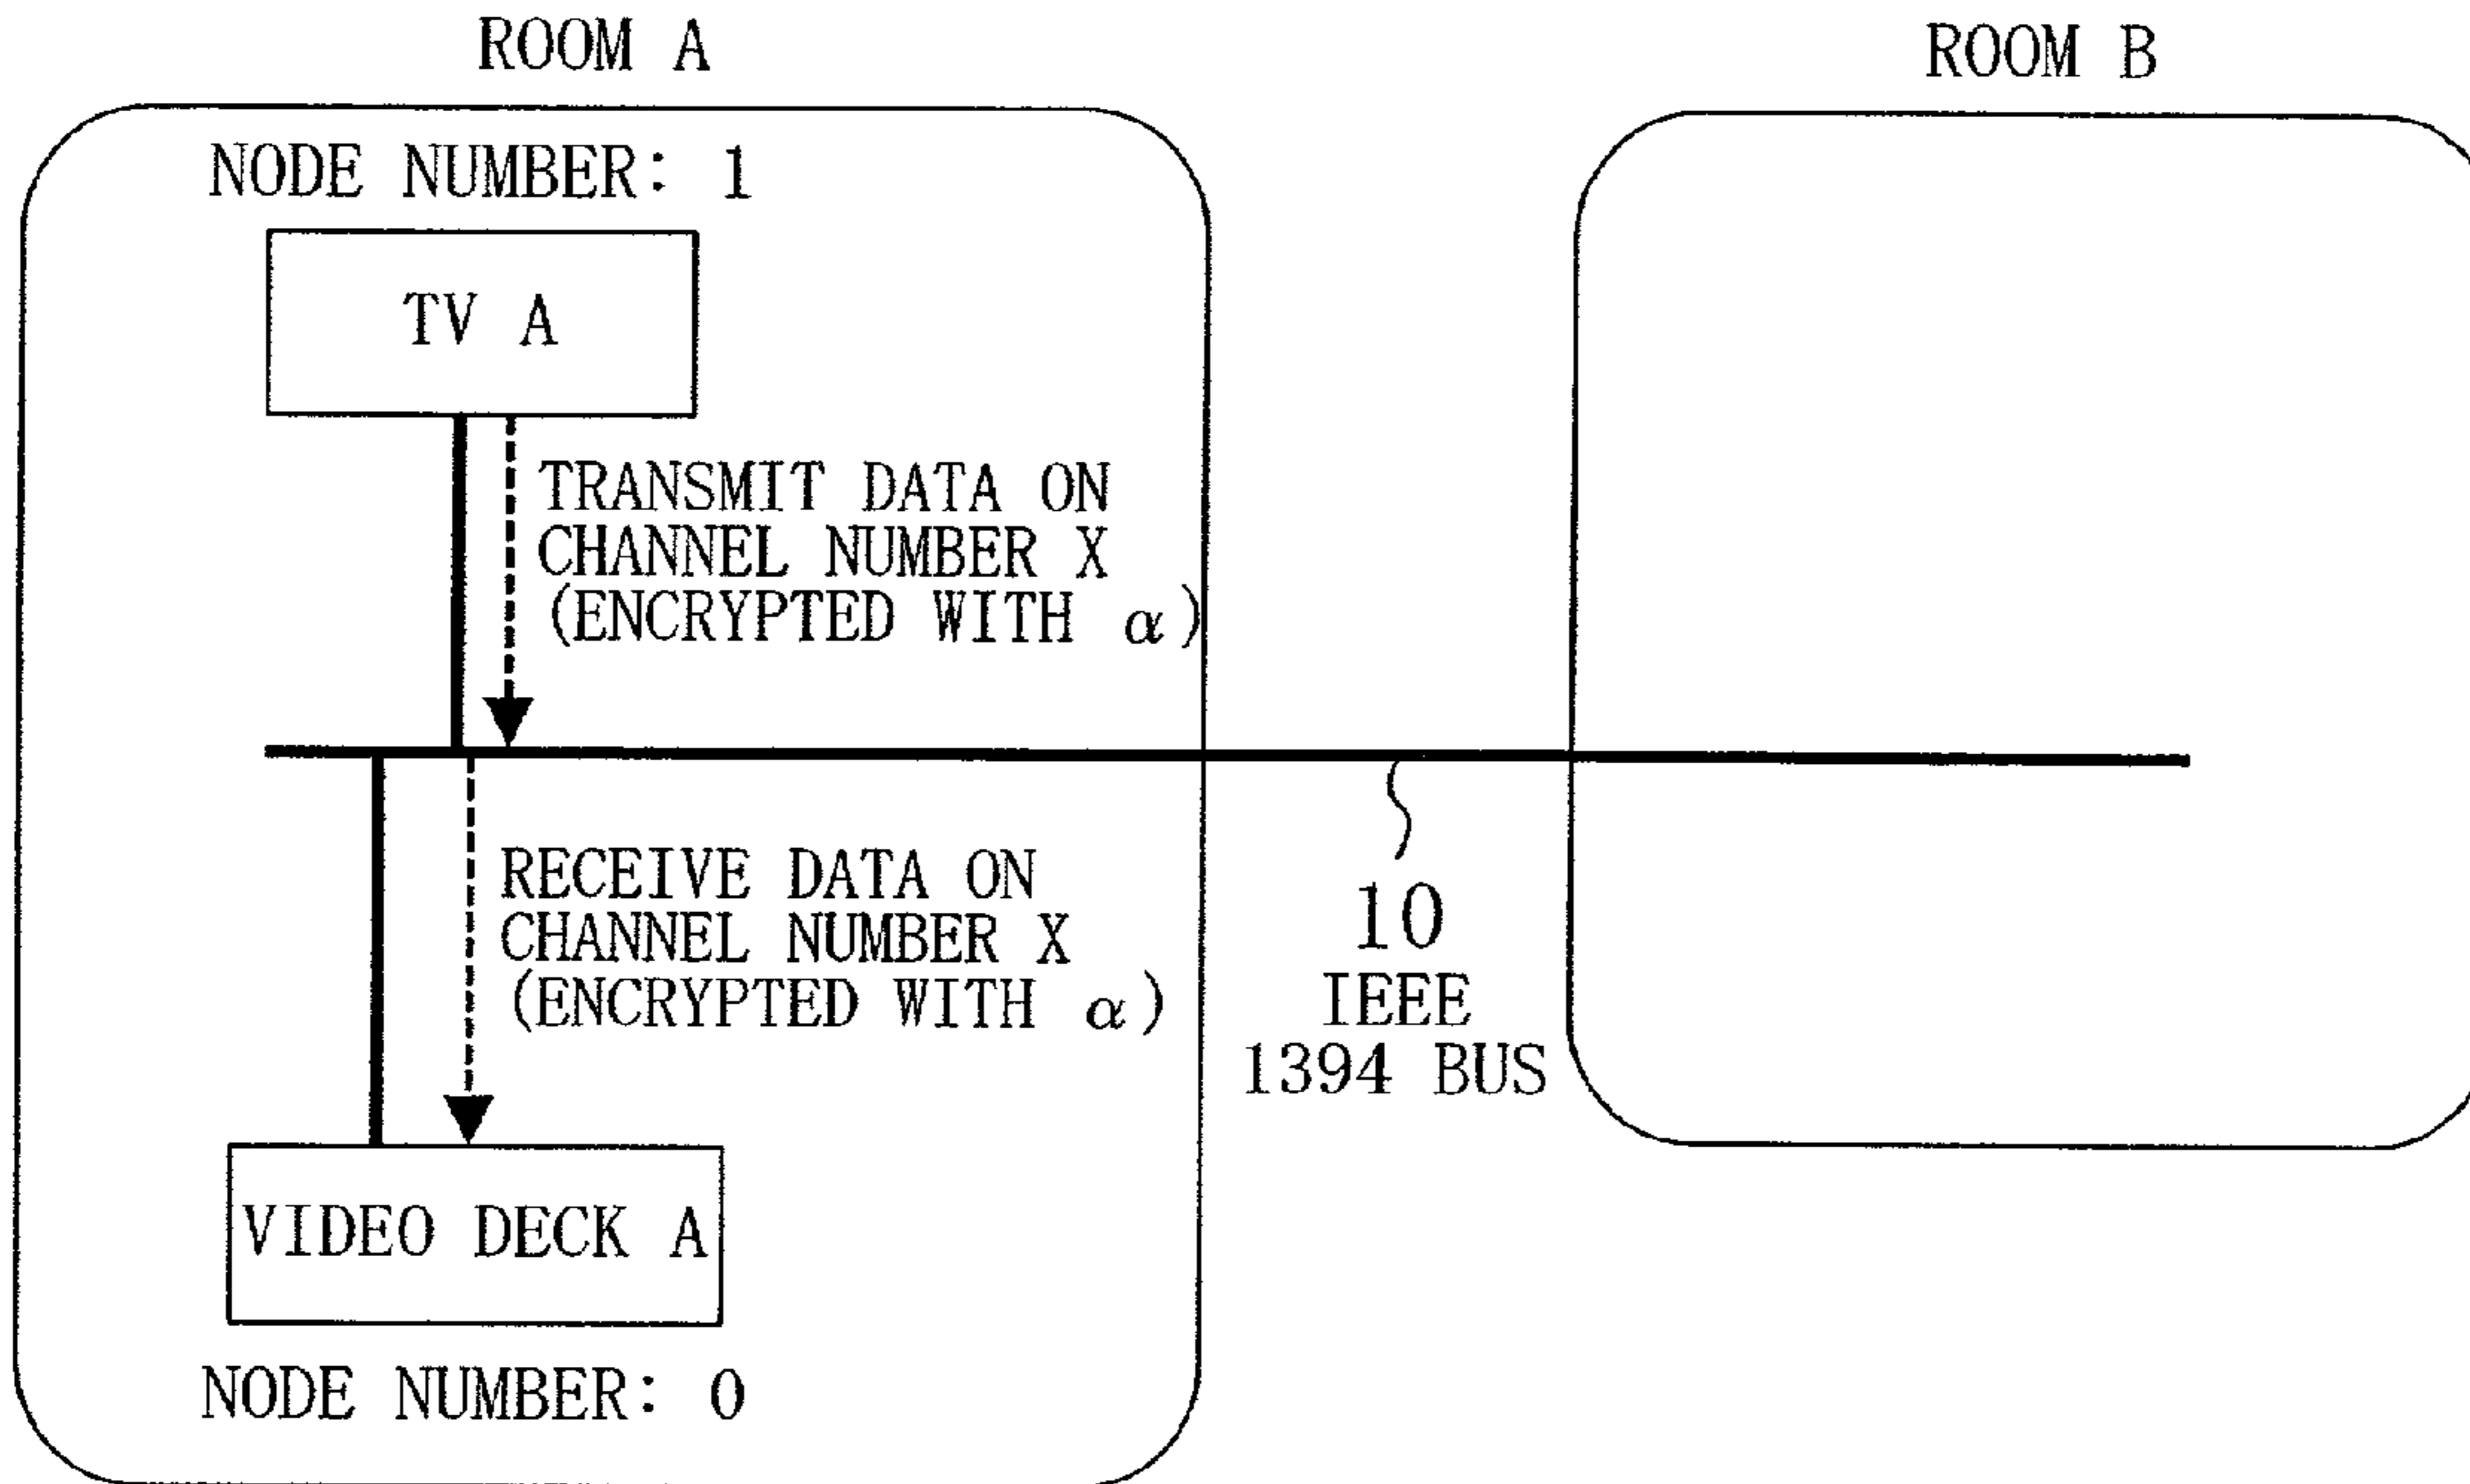 ROOM A
ROOM B
NODE NUMBER: 1
TV A
TRANSMIT DATA ON
CHANNEL NUMBER X
(ENCRYPTED WITH α)
RECEIVE DATA ON
CHANNEL NUMBER X
(ENCRYPTED WITH α)
10
IEEE
1394 BUS
VIDEO DECK A
NODE NUMBER: 0